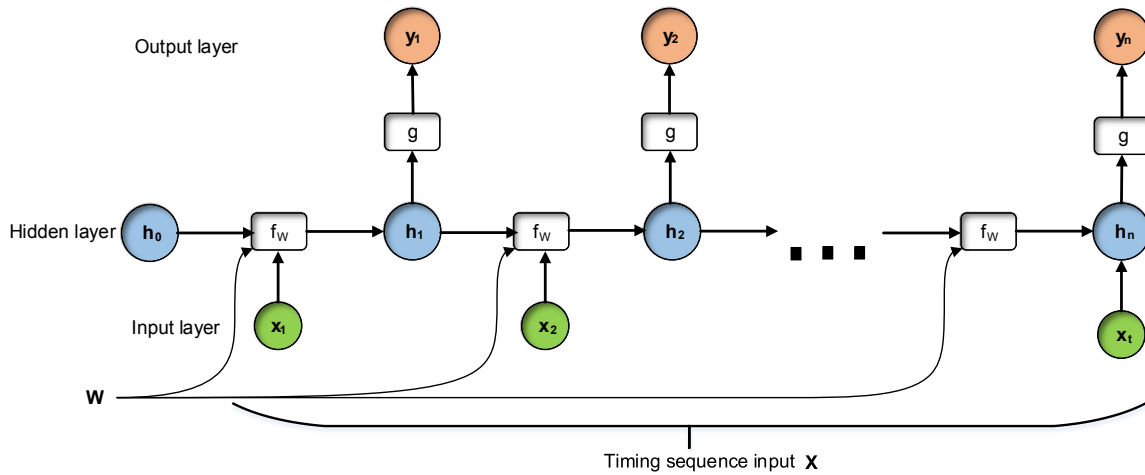 Output layer
y1
y2
yn
g
g
g
Hidden layer
h0
fW
h1
fW
h2
fW
hn
Input layer
x1
x2
xt
W
Timing sequence input X